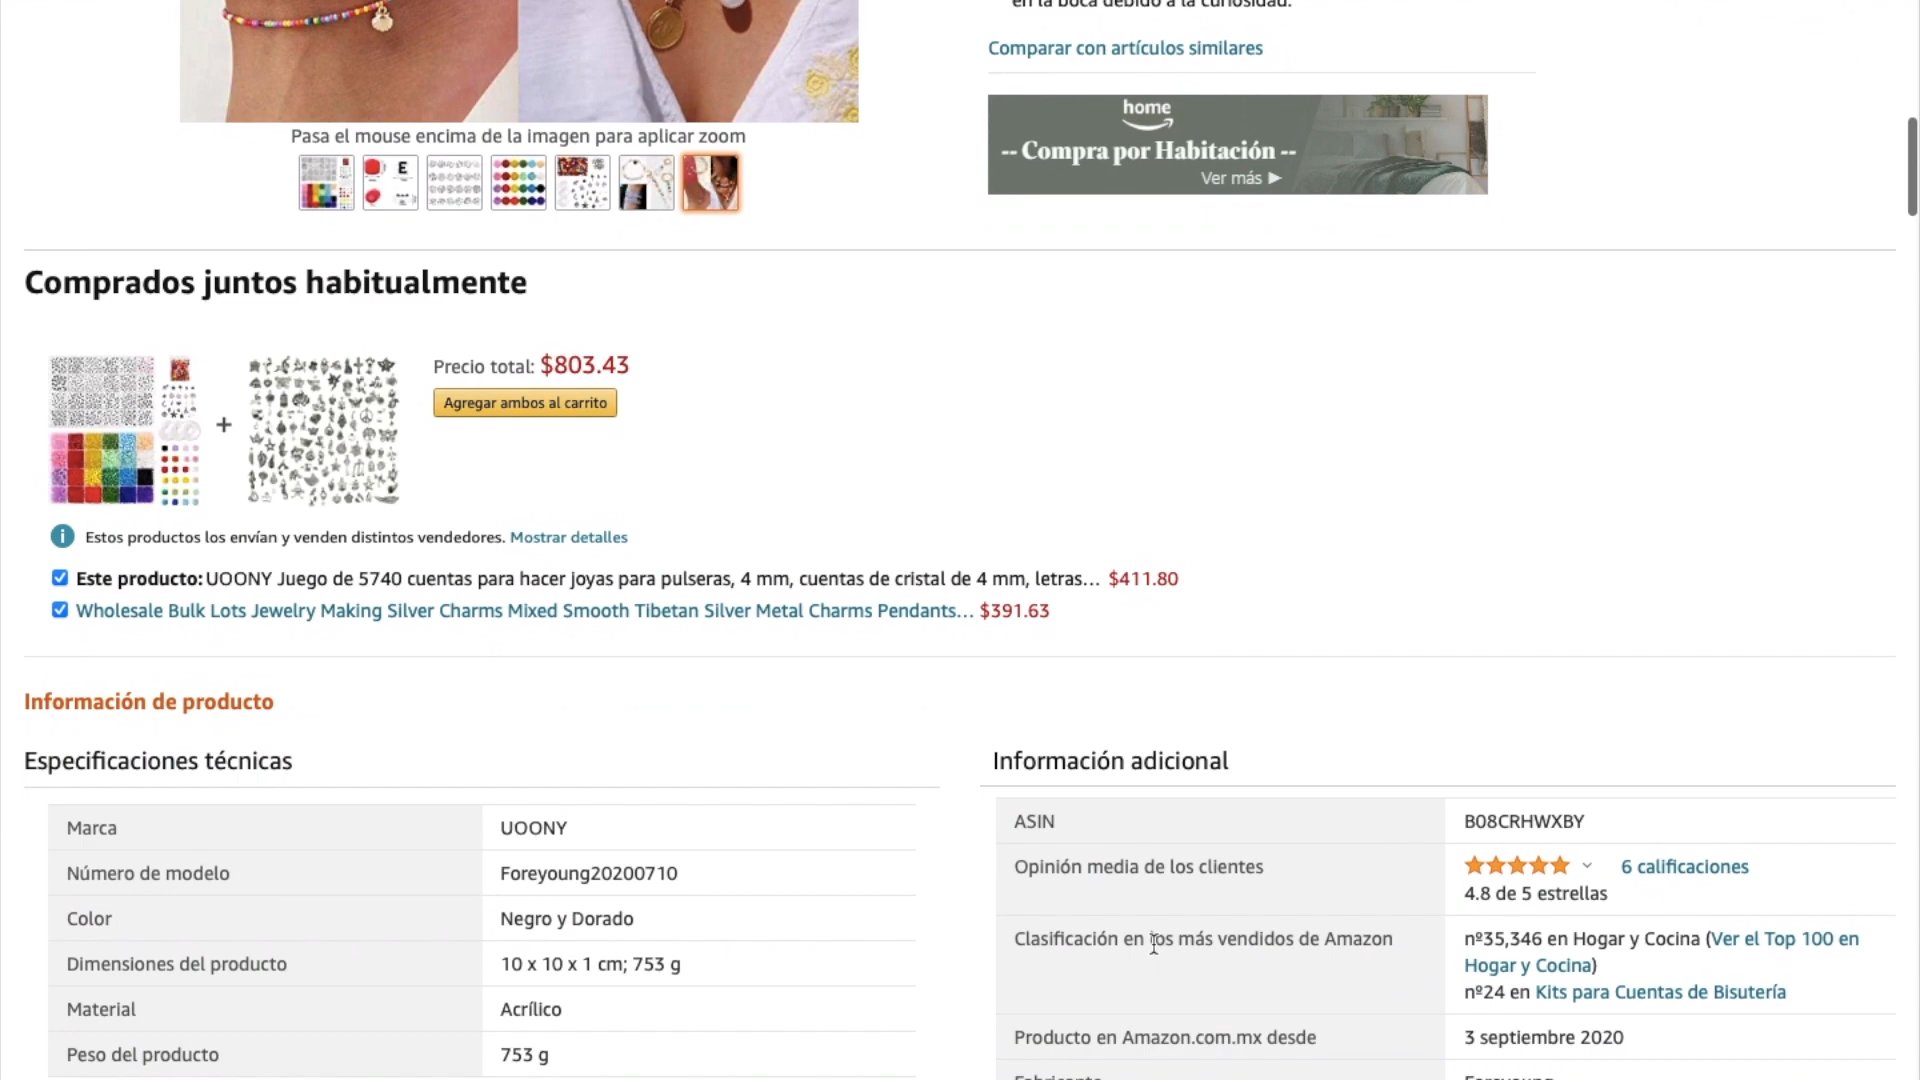 en la boca debido a la curiosidad.
Comparar con artículos similares
home
-- Compra por Habitación --
Ver más ▶
Pasa el mouse encima de la imagen para aplicar zoom
E
Comprados juntos habitualmente
+
Precio total: $803.43
Agregar ambos al carrito
i Estos productos los envían y venden distintos vendedores. Mostrar detalles
Este producto: UOONY Juego de 5740 cuentas para hacer joyas para pulseras, 4 mm, cuentas de cristal de 4 mm, letras… $411.80
Wholesale Bulk Lots Jewelry Making Silver Charms Mixed Smooth Tibetan Silver Metal Charms Pendants… $391.63
Información de producto
Especificaciones técnicas
Marca UOONY
Número de modelo Foreyoung20200710
Color Negro y Dorado
Dimensiones del producto 10 x 10 x 1 cm; 753 g
Material Acrílico
Peso del producto 753 g
Información adicional
ASIN B08CRHWXBY
Opinión media de los clientes 6 calificaciones
4.8 de 5 estrellas
Clasificación en los más vendidos de Amazon nº35,346 en Hogar y Cocina (Ver el Top 100 en
Hogar y Cocina)
nº24 en Kits para Cuentas de Bisutería
Producto en Amazon.com.mx desde 3 septiembre 2020
Fabricante Foreyoung